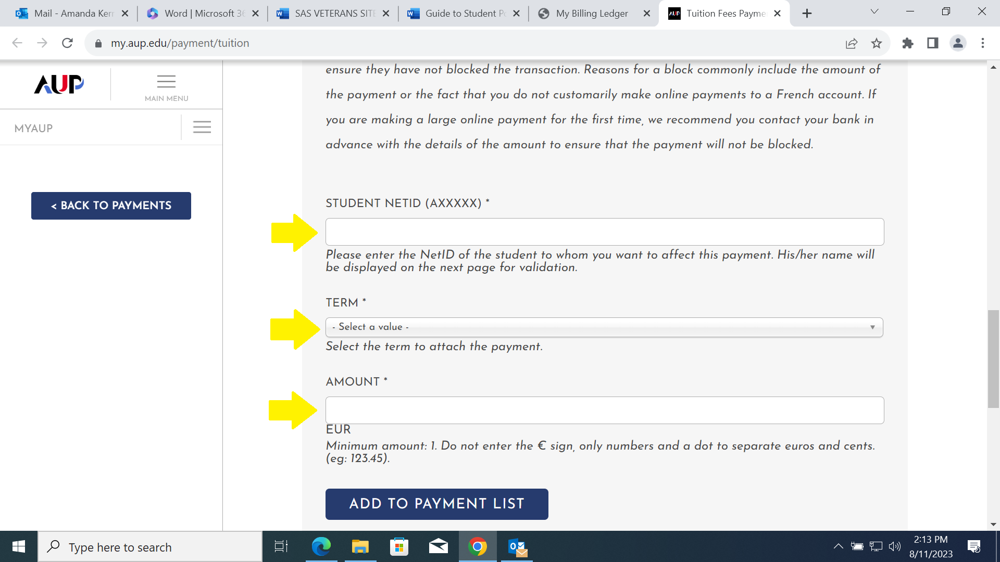 Mail - Amanda Kerr
Word | Microsoft 36
SAS VETERANS SITE
Guide to Student Po
My Billing Ledger
Tuition Fees Payme
my.aup.edu/payment/tuition
AUP
MAIN MENU
MYAUP
< BACK TO PAYMENTS
ensure they have not blocked the transaction. Reasons for a block commonly include the amount of
the payment or the fact that you do not customarily make online payments to a French account. If
you are making a large online payment for the first time, we recommend you contact your bank in
advance with the details of the amount to ensure that the payment will not be blocked.
STUDENT NETID (AXXXXX) *
Please enter the NetID of the student to whom you want to affect this payment. His/her name will
be displayed on the next page for validation.
TERM *
- Select a value -
Select the term to attach the payment.
AMOUNT *
EUR
Minimum amount: 1. Do not enter the € sign, only numbers and a dot to separate euros and cents.
(eg: 123.45).
ADD TO PAYMENT LIST
Type here to search
2:13 PM
8/11/2023